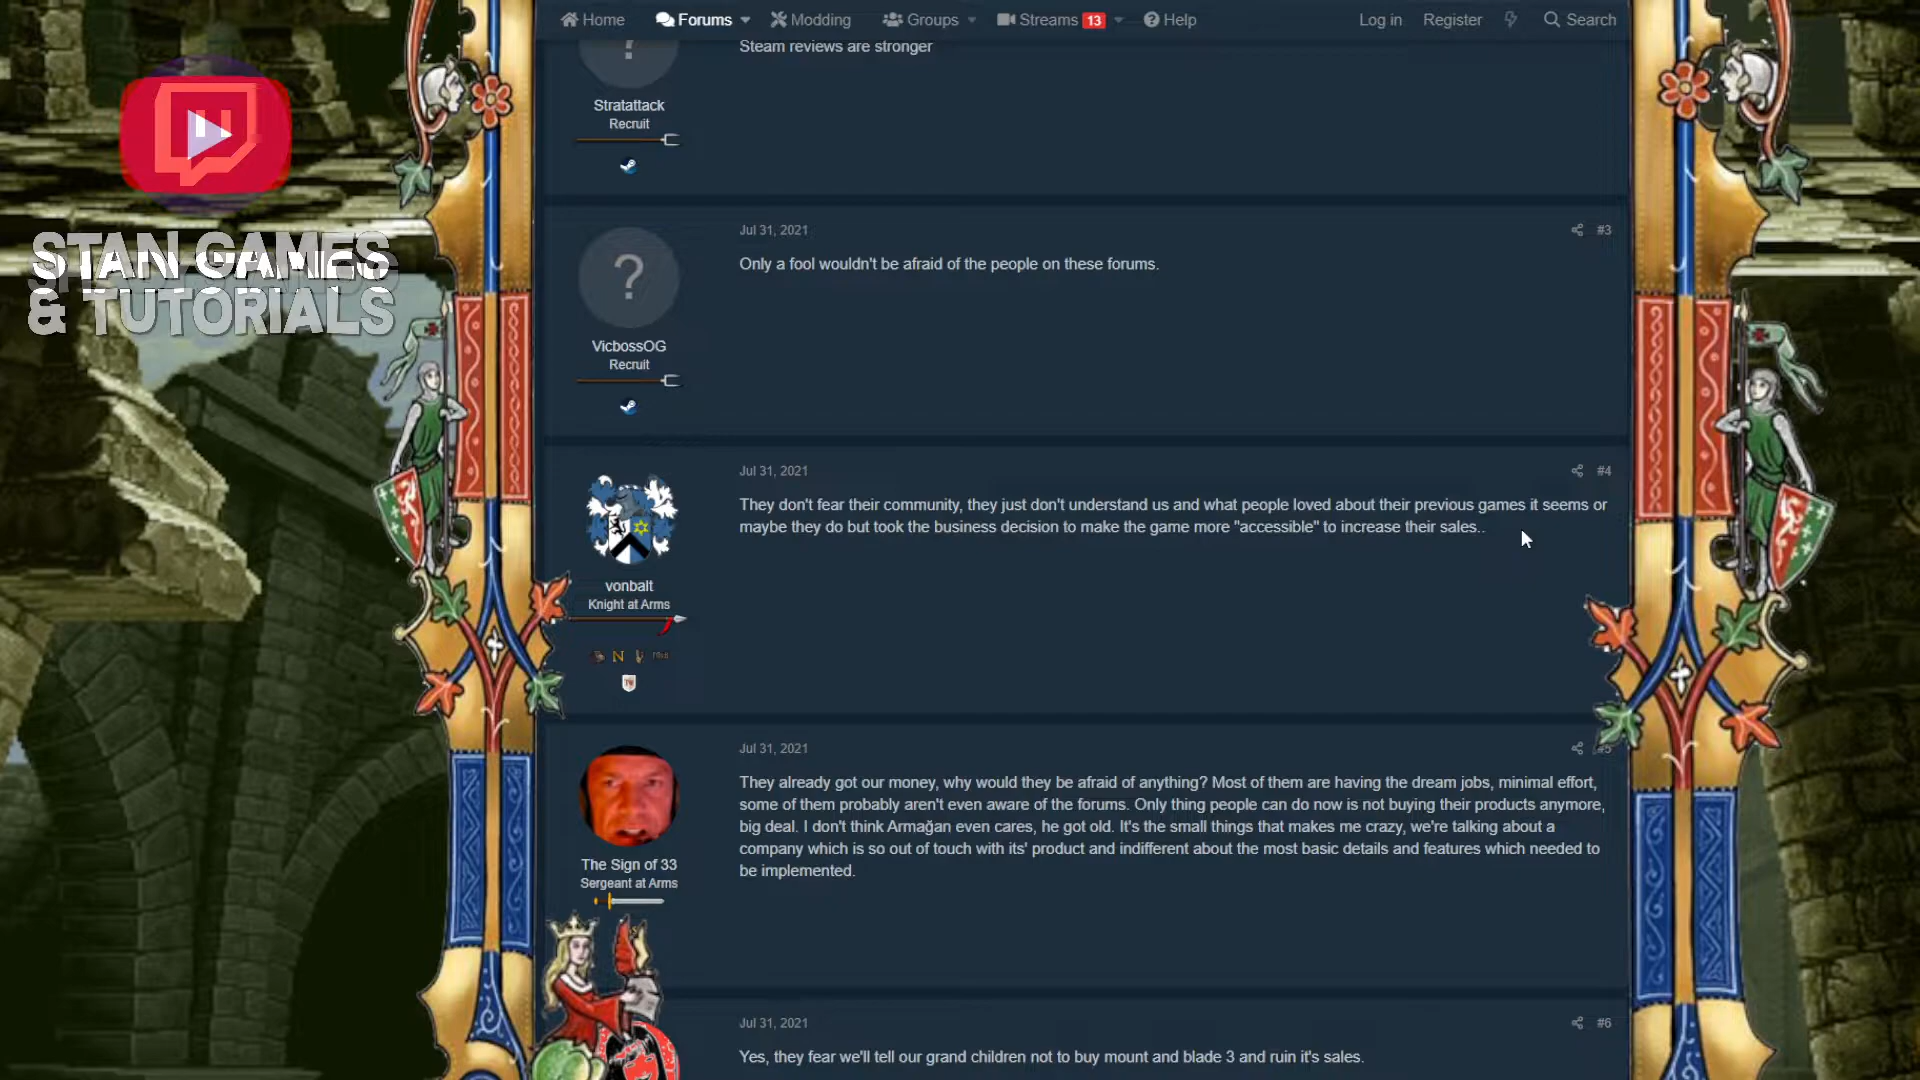 Home
Forums
Modding
Groups
Streams 13
Help
Log in
Register
Search
STAN GAMES
& TUTORIALS
Steam reviews are stronger
Stratattack
Recruit
Jul 31, 2021
#3
Only a fool wouldn't be afraid of the people on these forums.
VicbossOG
Recruit
Jul 31, 2021
#4
They don't fear their community, they just don't understand us and what people loved about their previous games it seems or
maybe they do but took the business decision to make the game more "accessible" to increase their sales..
vonbalt
Knight at Arms
N
Jul 31, 2021
#5
They already got our money, why would they be afraid of anything? Most of them are having the dream jobs, minimal effort,
some of them probably aren't even aware of the forums. Only thing people can do now is not buying their products anymore,
big deal. I don't think Armağan even cares, he got old. It's the small things that makes me crazy, we're talking about a
company which is so out of touch with its' product and indifferent about the most basic details and features which needed to
be implemented.
The Sign of 33
Sergeant at Arms
Jul 31, 2021
#6
Yes, they fear we'll tell our grand children not to buy mount and blade 3 and ruin it's sales.